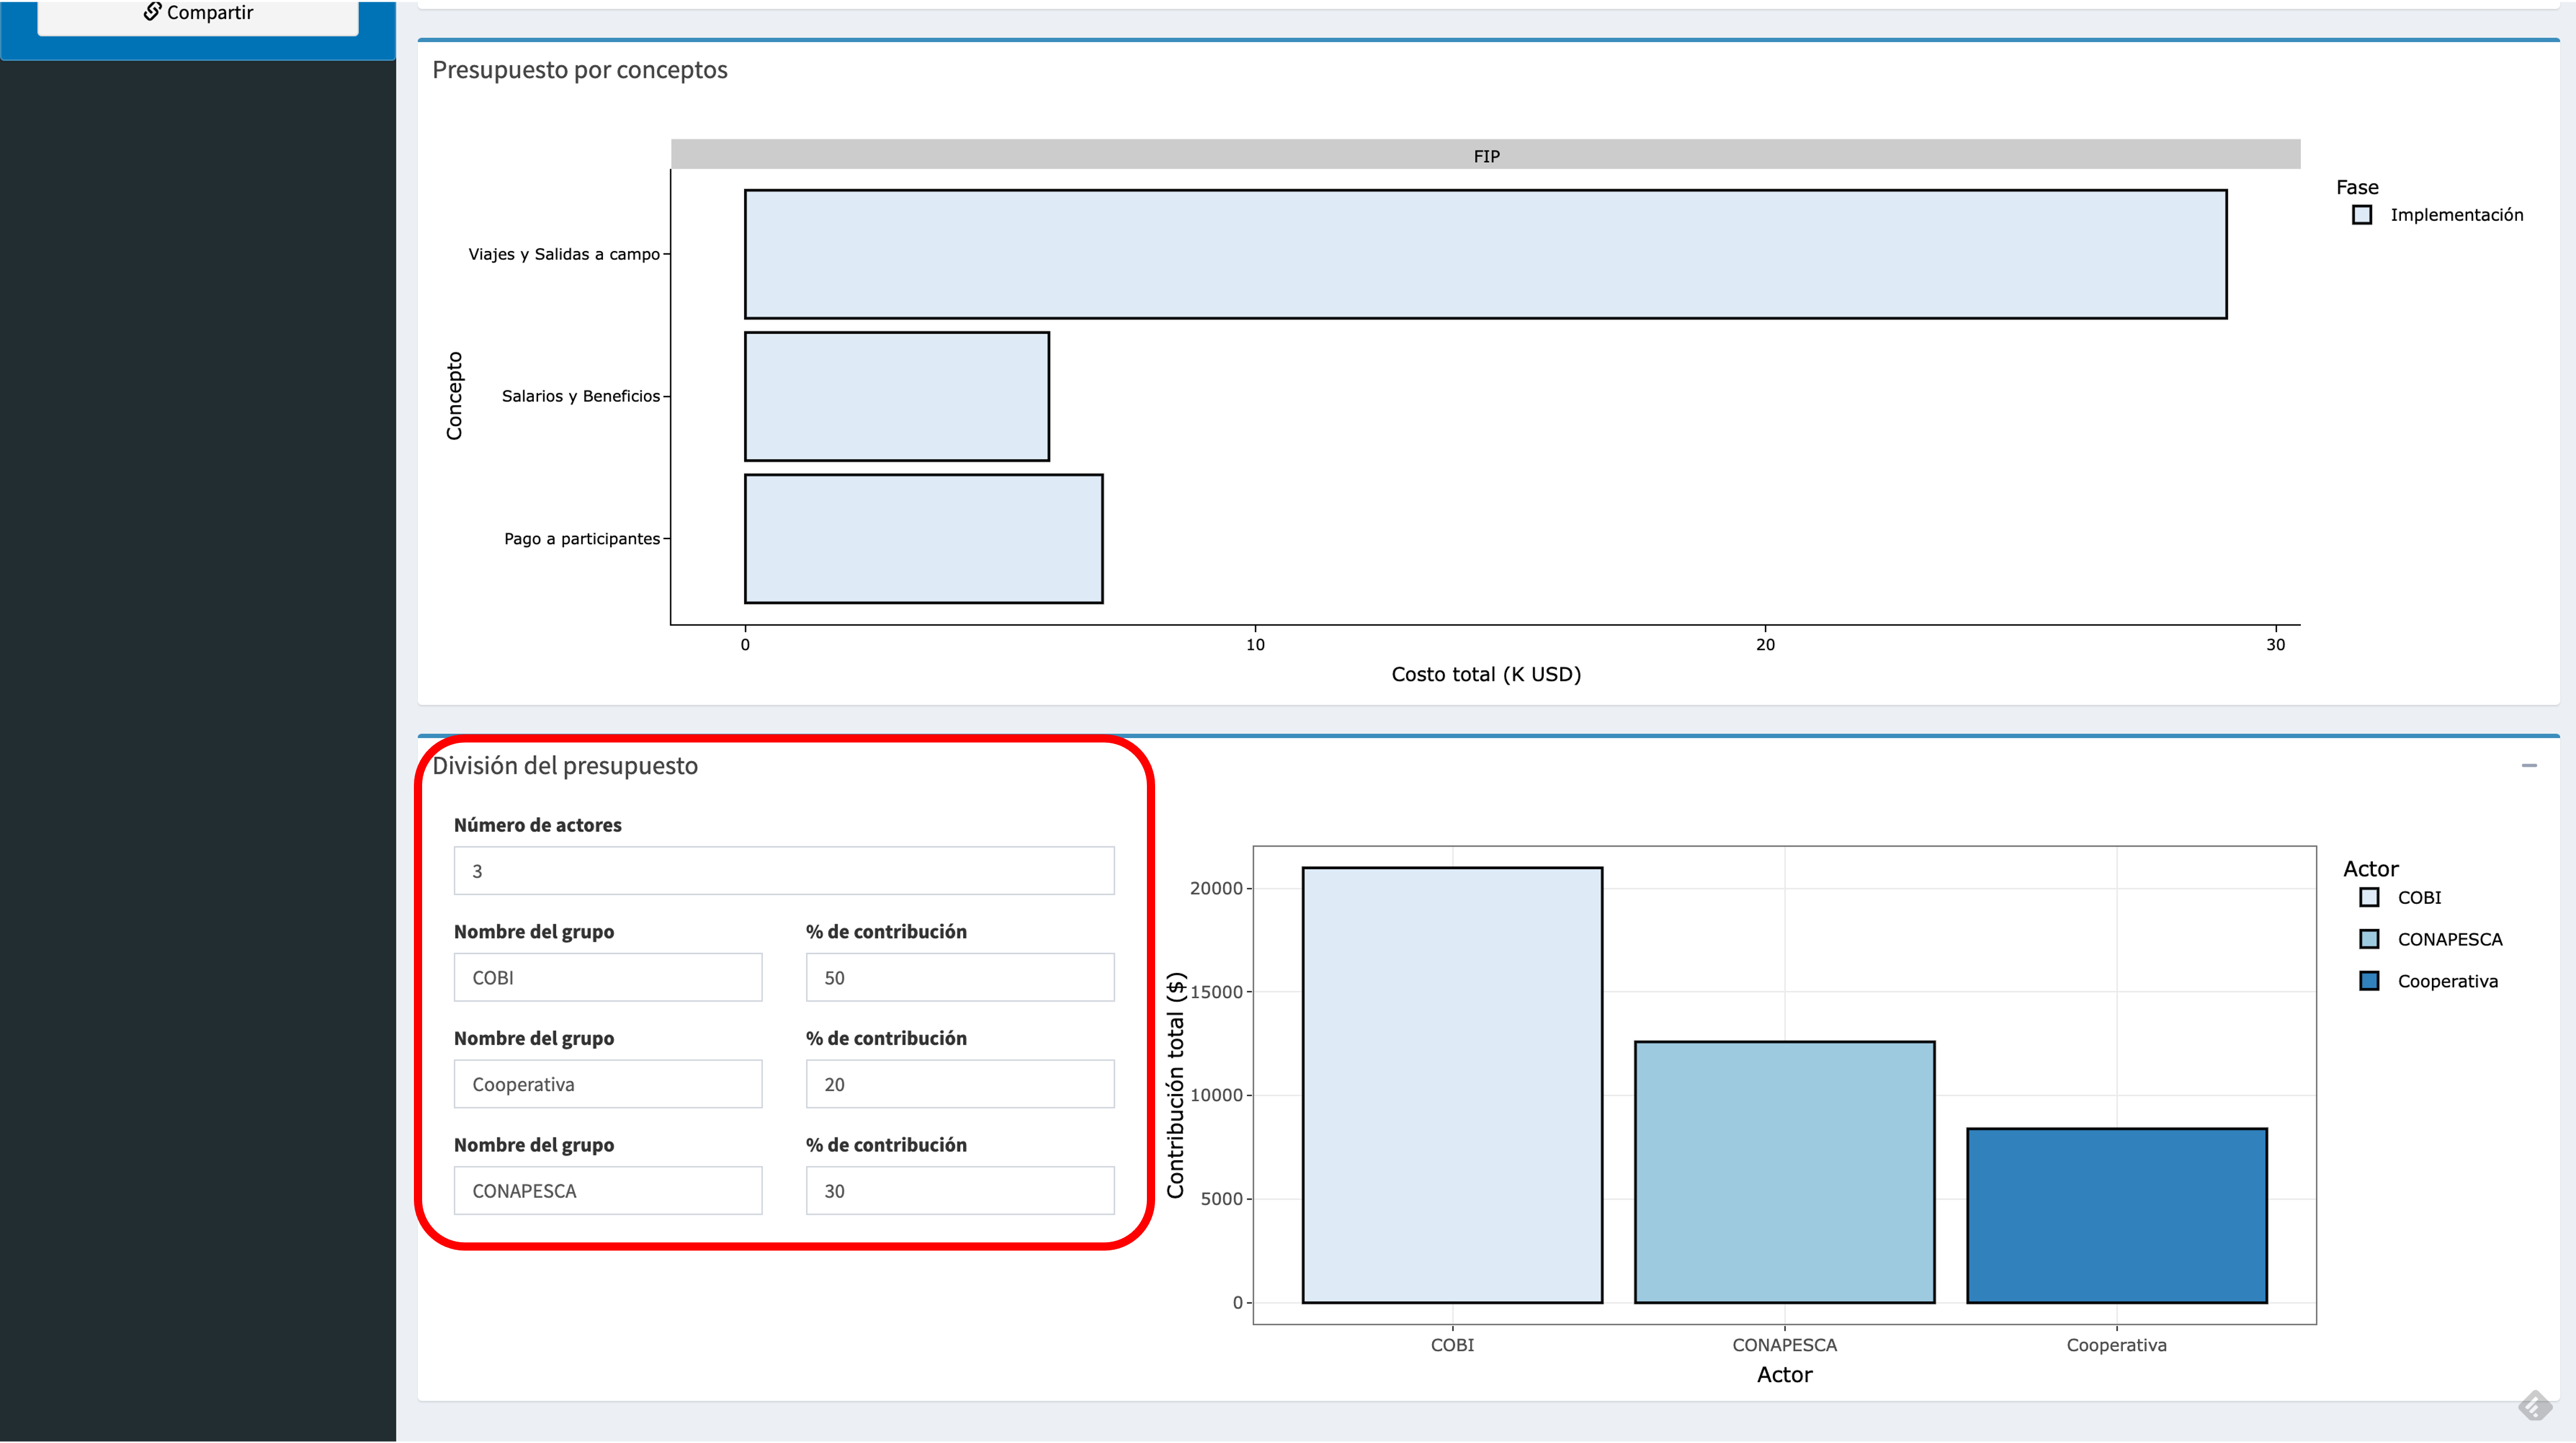 Compartir
Presupuesto por conceptos
FIP
Fase
Implementación
Viajes y Salidas a campo
Salarios y Beneficios
Pago a participantes
Concepto
0 10 20 30
Costo total (K USD)
División del presupuesto
Número de actores
3
Nombre del grupo % de contribución
COBI 50
Nombre del grupo % de contribución
Cooperativa 20
Nombre del grupo % de contribución
CONAPESCA 30
Contribución total ($)
20000
15000
10000
5000
0
COBI CONAPESCA Cooperativa
Actor
Actor
COBI
CONAPESCA
Cooperativa